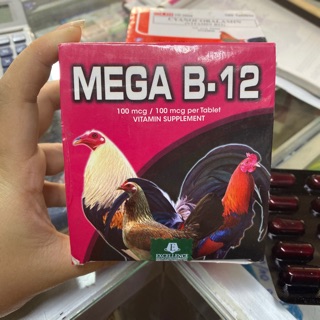 MEGA B-12
100 mcg / 100 mcg per Tablet
VITAMIN SUPPLEMENT
EXCELLENCE